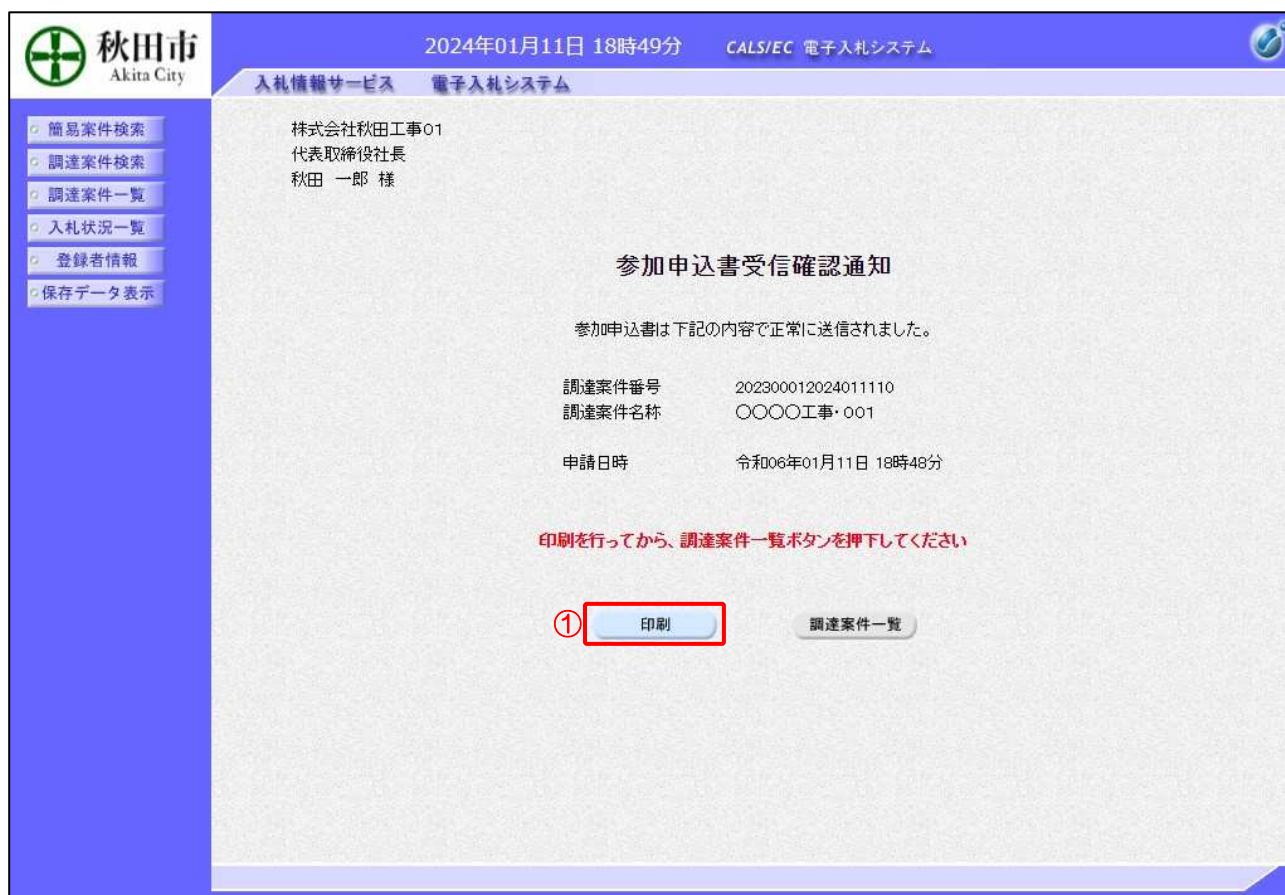 秋田市
Akita City
2024年01月11日 18時49分 CALS/EC 電子入札システム
入札情報サービス 電子入札システム
簡易案件検索
調達案件検索
調達案件一覧
入札状況一覧
登録者情報
保存データ表示
株式会社秋田工事01
代表取締役社長
秋田 一郎 様
参加申込書受信確認通知
参加申込書は下記の内容で正常に送信されました。
調達案件番号 202300012024011110
調達案件名称 〇〇〇〇工事・001
申請日時 令和06年01月11日 18時48分
印刷を行ってから、調達案件一覧ボタンを押下してください
① 印刷 調達案件一覧